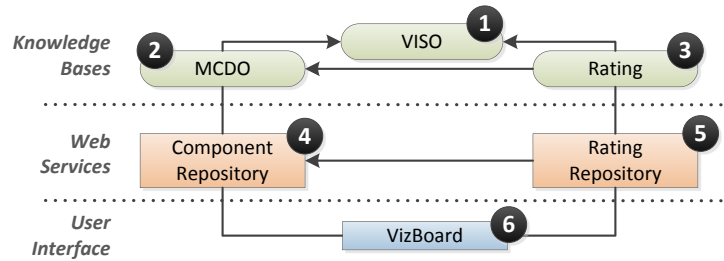 Knowledge
Bases
1
VISO
2
MCDO
3
Rating
Web
Services
4
Component
Repository
5
Rating
Repository
User
Interface
6
VizBoard